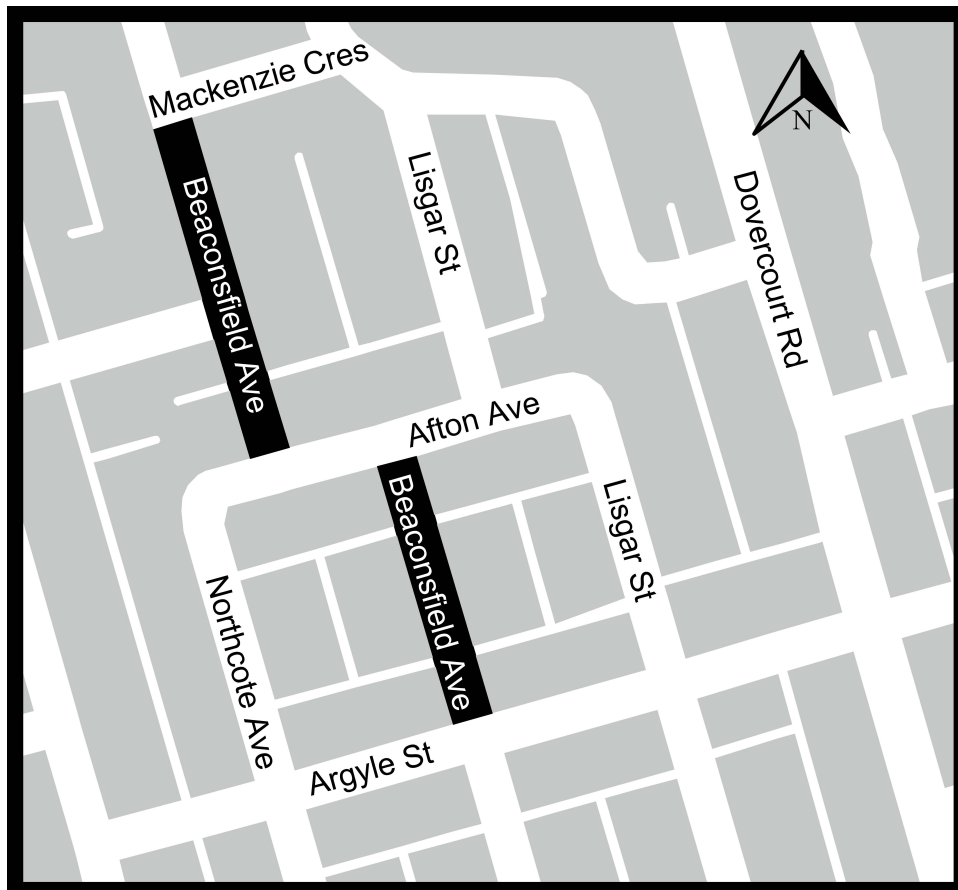 Mackenzie Cres
N
Beaconsfield Ave
Lisgar St
Dovercourt Rd
Afton Ave
Beaconsfield Ave
Lisgar St
Northcote Ave
Argyle St